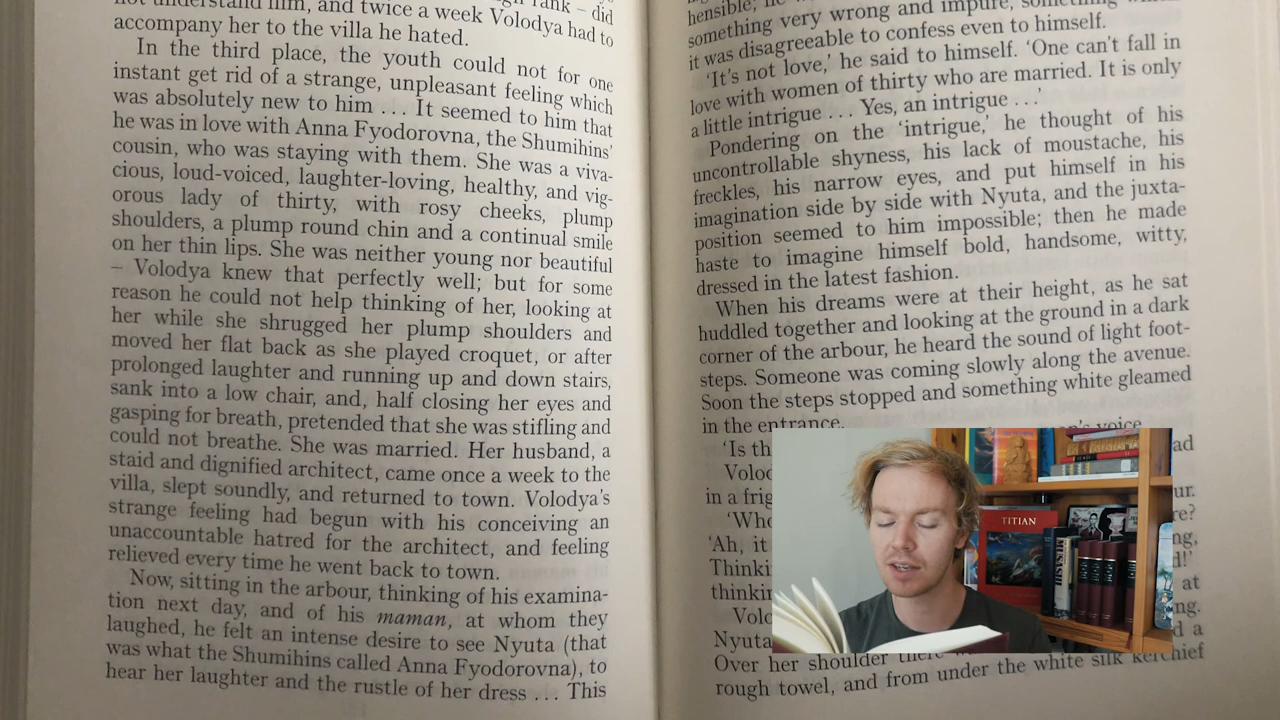 not understand him, and twice a week Volodya had to
accompany her to the villa he hated.
In the third place, the youth could not for one
instant get rid of a strange, unpleasant feeling which
was absolutely new to him . . . It seemed to him that
he was in love with Anna Fyodorovna, the Shumihins'
cousin, who was staying with them. She was a viva-
cious, loud-voiced, laughter-loving, healthy, and vig-
orous lady of thirty, with rosy cheeks, plump
shoulders, a plump round chin and a continual smile
on her thin lips. She was neither young nor beautiful
– Volodya knew that perfectly well; but for some
reason he could not help thinking of her, looking at
her while she shrugged her plump shoulders and
moved her flat back as she played croquet, or after
prolonged laughter and running up and down stairs,
sank into a low chair, and, half closing her eyes and
gasping for breath, pretended that she was stifling and
could not breathe. She was married. Her husband, a
staid and dignified architect, came once a week to the
villa, slept soundly, and returned to town. Volodya's
strange feeling had begun with his conceiving an
unaccountable hatred for the architect, and feeling
relieved every time he went back to town.
Now, sitting in the arbour, thinking of his examina-
tion next day, and of his maman, at whom they
laughed, he felt an intense desire to see Nyuta (that
was what the Shumihins called Anna Fyodorovna), to
hear her laughter and the rustle of her dress . . . This
something very wrong and impure, something
it was disagreeable to confess even to himself.
'It's not love,' he said to himself. 'One can't fall in
love with women of thirty who are married. It is only
a little intrigue . . . Yes, an intrigue . . .'
Pondering on the 'intrigue,' he thought of his
uncontrollable shyness, his lack of moustache, his
freckles, his narrow eyes, and put himself in his
imagination side by side with Nyuta, and the juxta-
position seemed to him impossible; then he made
haste to imagine himself bold, handsome, witty,
dressed in the latest fashion.
When his dreams were at their height, as he sat
huddled together and looking at the ground in a dark
corner of the arbour, he heard the sound of light foot-
steps. Someone was coming slowly along the avenue.
Soon the steps stopped and something white gleamed
in the entrance.
voice
in a
'Ah, it
Nyuta
Over her shoulder there
rough towel, and from under the white silk kerchief
TITIAN
MUSASHI